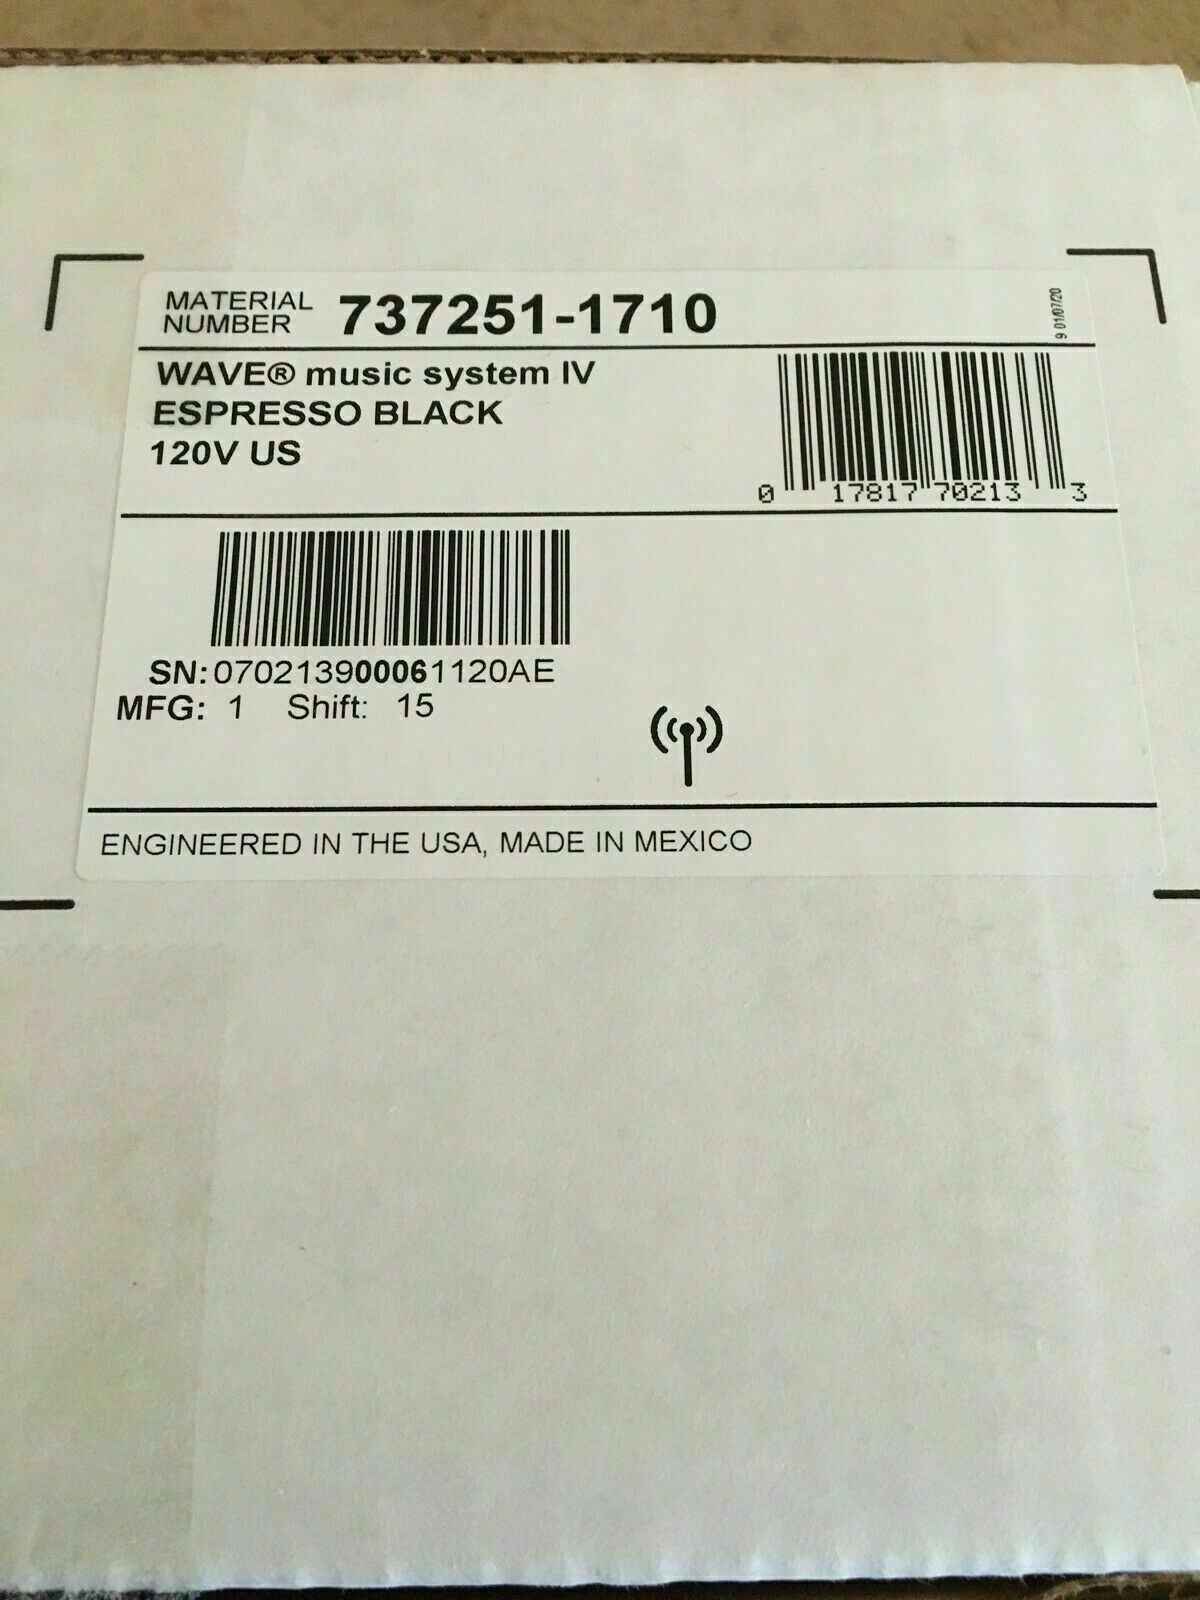 MATERIAL
NUMBER 737251-1710
9 01/07/20
WAVE® music system IV
ESPRESSO BLACK
120V US
0 17817 70213 3
SN:070213900061120AE
MFG: 1 Shift: 15
ENGINEERED IN THE USA, MADE IN MEXICO